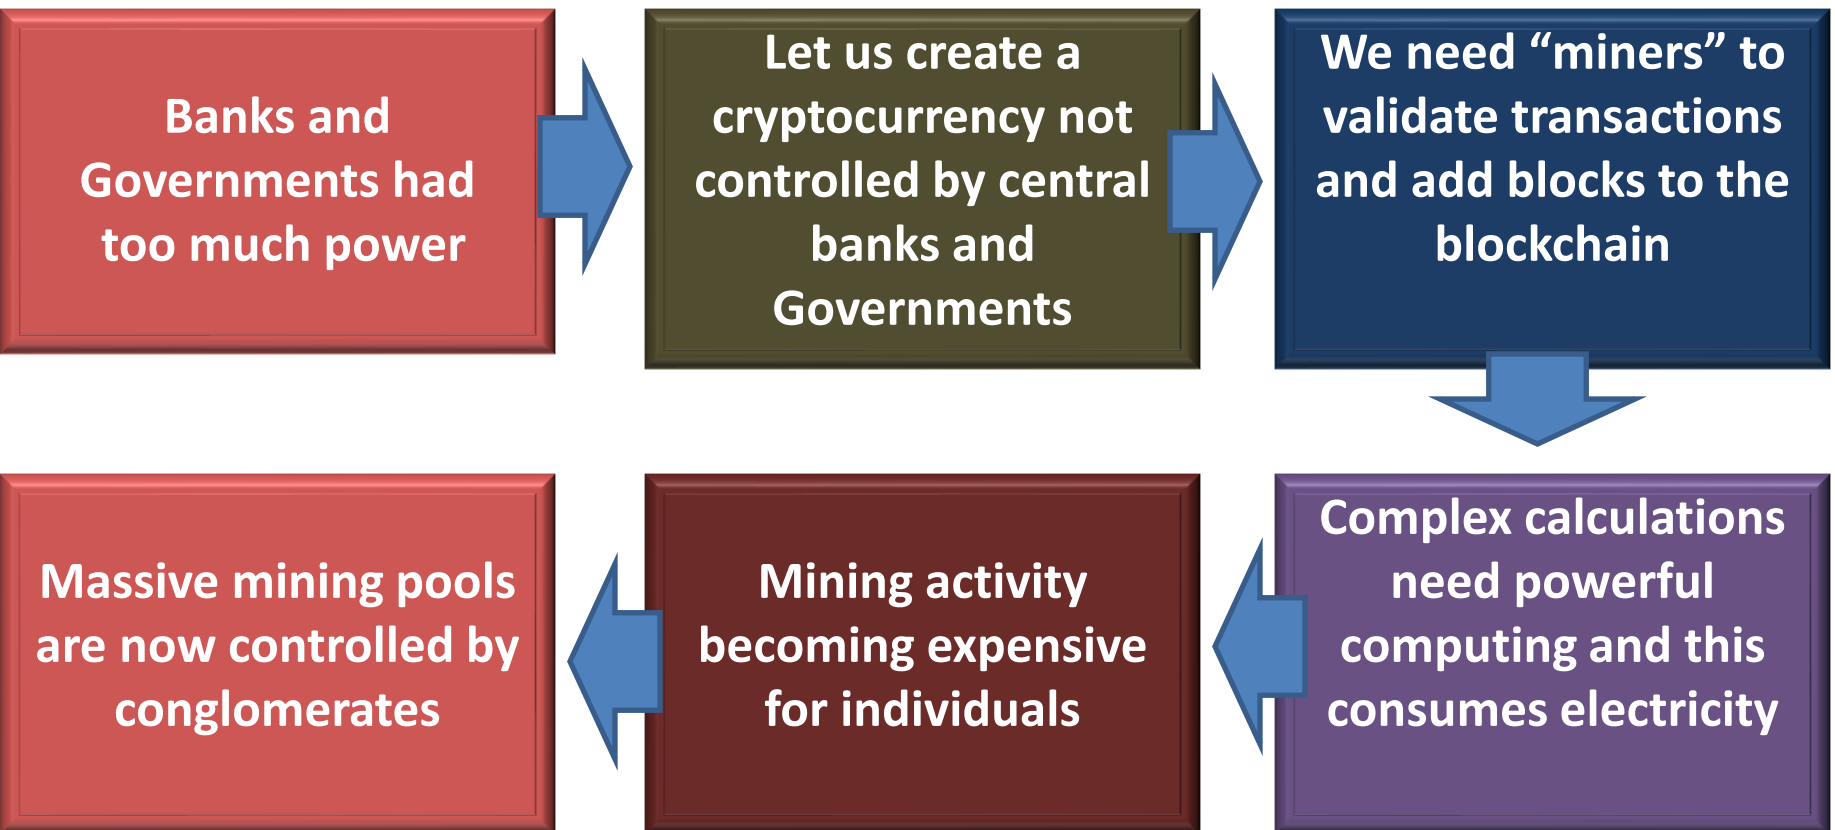 Banks and
Governments had
too much power
Let us create a
cryptocurrency not
controlled by central
banks and
Governments
We need “miners” to
validate transactions
and add blocks to the
blockchain
Complex calculations
need powerful
computing and this
consumes electricity
Mining activity
becoming expensive
for individuals
Massive mining pools
are now controlled by
conglomerates